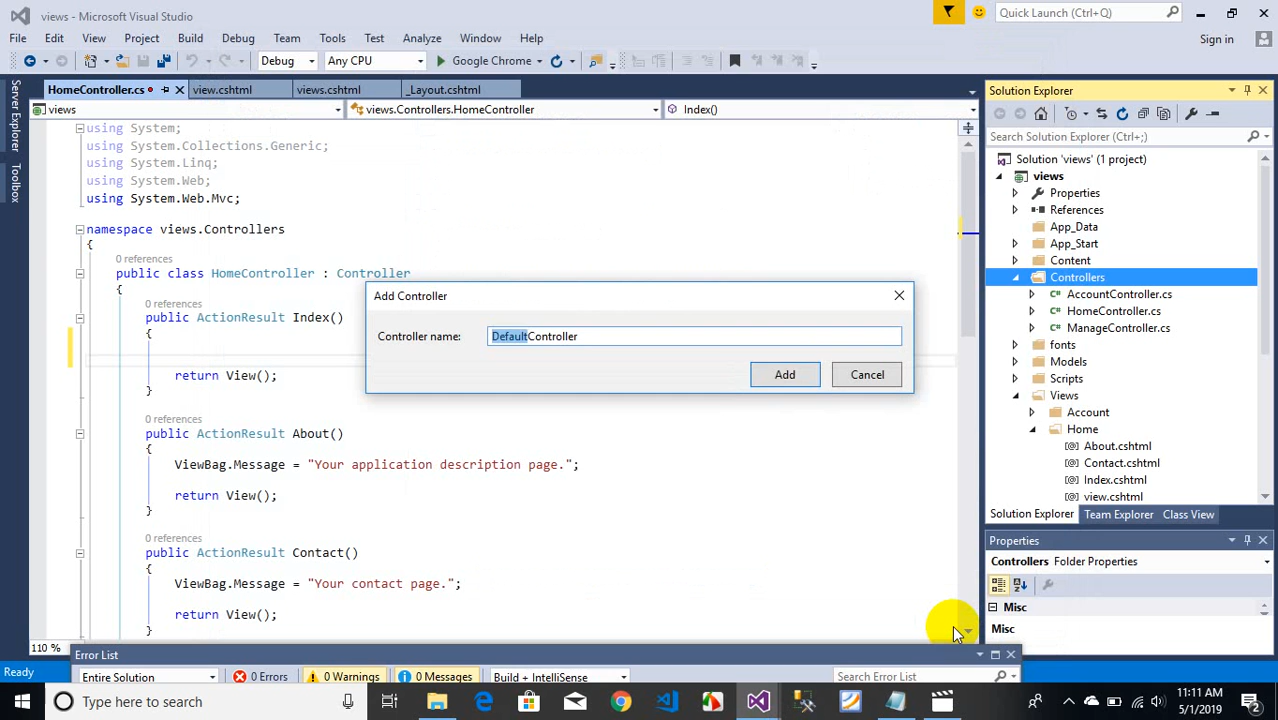 views - Microsoft Visual Studio
Quick Launch (Ctrl+Q)
File Edit View Project Build Debug Team Tools Test Analyze Window Help
Sign in
Debug Any CPU Google Chrome
Server Explorer
Toolbox
HomeController.cs view.cshtml views.cshtml _Layout.cshtml
views views.Controllers.HomeController Index()
using System;
using System.Collections.Generic;
using System.Linq;
using System.Web;
using System.Web.Mvc;
namespace views.Controllers
{
0 references
public class HomeController : Controller
{
0 references
public ActionResult Index()
{
return View();
}
0 references
public ActionResult About()
{
ViewBag.Message = "Your application description page.";
return View();
}
0 references
public ActionResult Contact()
{
ViewBag.Message = "Your contact page.";
return View();
}
110 %
Add Controller
Controller name: DefaultController
Add Cancel
Solution Explorer
Search Solution Explorer (Ctrl+;)
Solution 'views' (1 project)
views
Properties
References
App_Data
App_Start
Content
Controllers
AccountController.cs
HomeController.cs
ManageController.cs
fonts
Models
Scripts
Views
Account
Home
About.cshtml
Contact.cshtml
Index.cshtml
view.cshtml
Solution Explorer Team Explorer Class View
Properties
Controllers Folder Properties
Misc
Misc
Error List
Entire Solution 0 Errors 0 Warnings 0 Messages Build + IntelliSense Search Error List
Ready
Type here to search
11:11 AM
5/1/2019